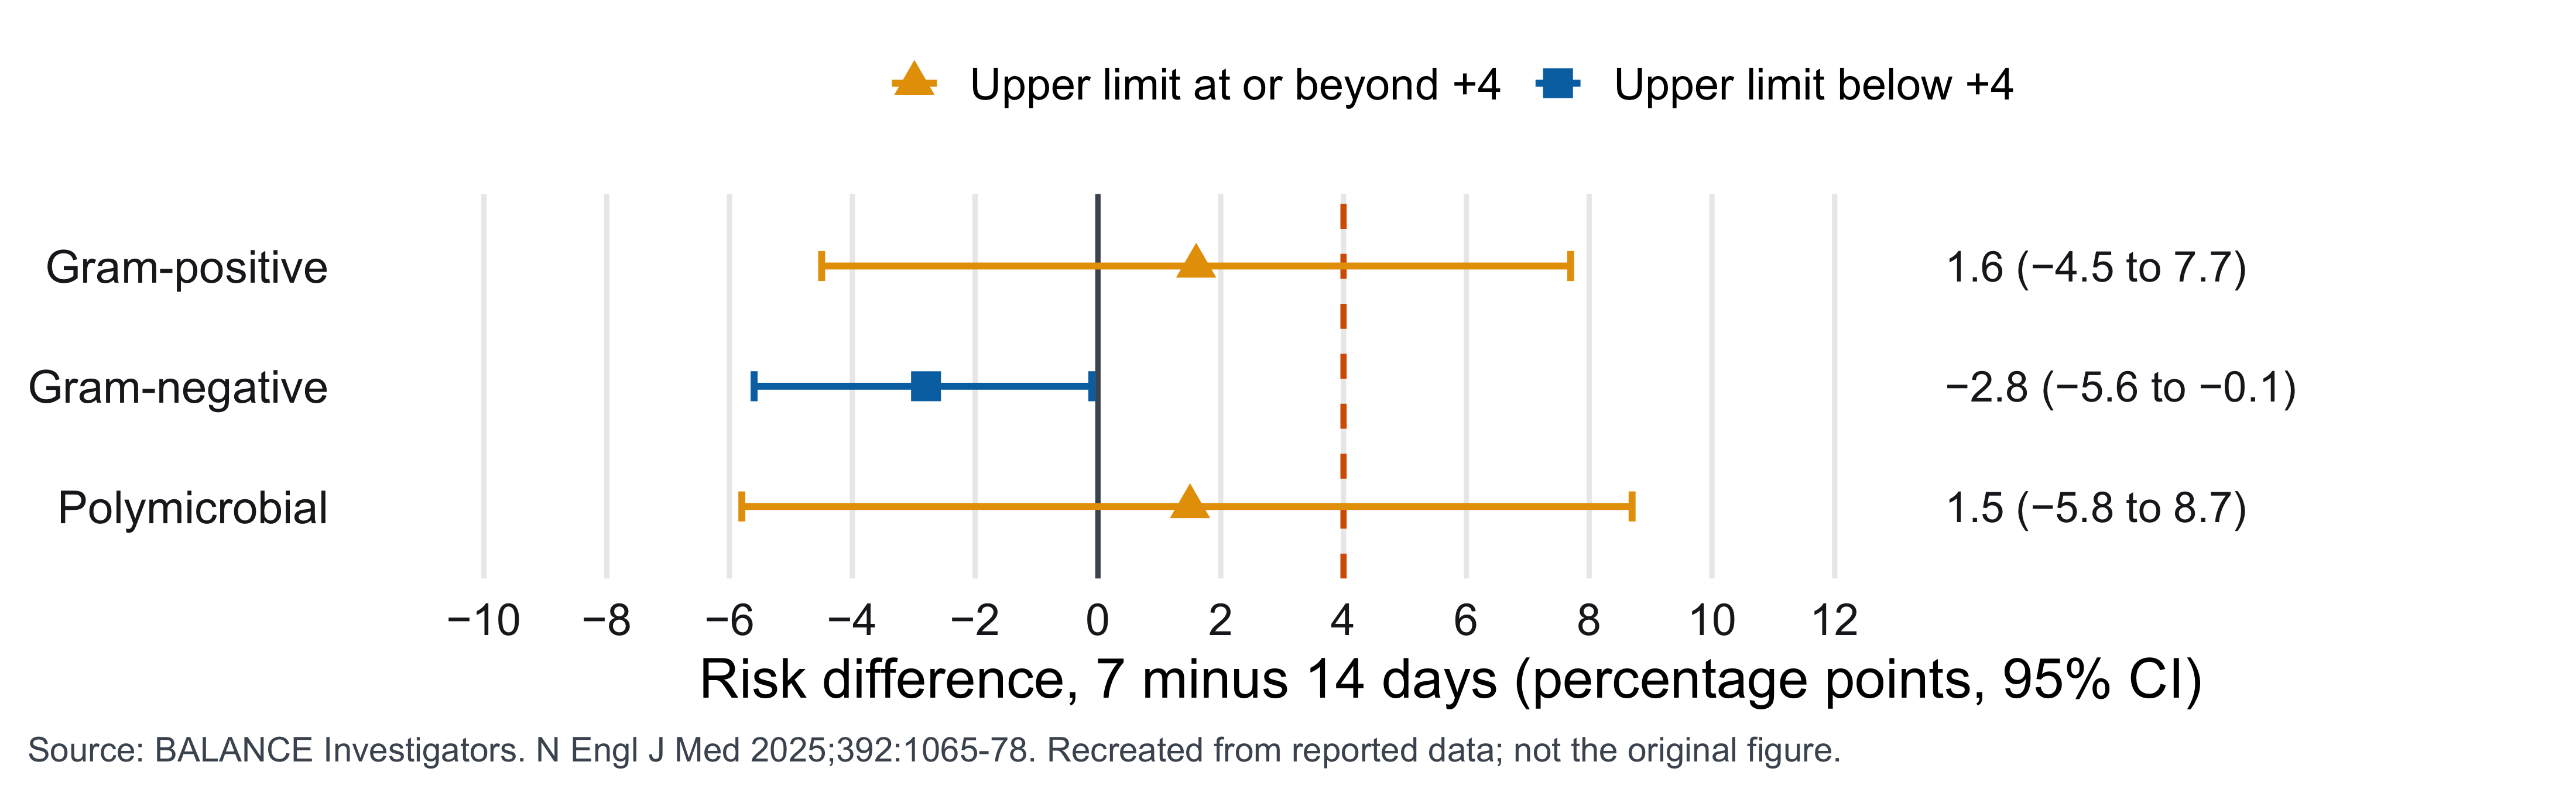 Upper limit at or beyond +4 Upper limit below +4
Gram-positive 1.6 (−4.5 to 7.7)
Gram-negative −2.8 (−5.6 to −0.1)
Polymicrobial 1.5 (−5.8 to 8.7)
−10 −8 −6 −4 −2 0 2 4 6 8 10 12
Risk difference, 7 minus 14 days (percentage points, 95% CI)
Source: BALANCE Investigators. N Engl J Med 2025;392:1065-78. Recreated from reported data; not the original figure.